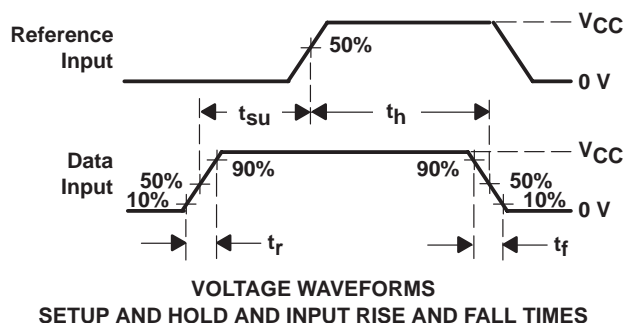 Reference
Input
50%
VCC
0 V
tsu
th
Data
Input
50%
10%
90%
90%
50%
10%
VCC
0 V
tr
tf
VOLTAGE WAVEFORMS
SETUP AND HOLD AND INPUT RISE AND FALL TIMES